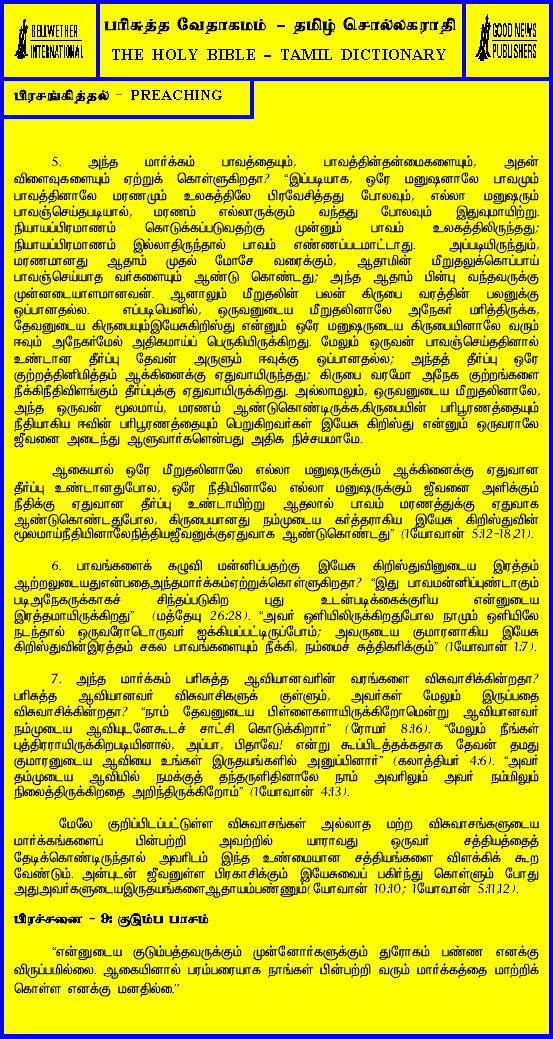 BELLWETHER
INTERNATIONAL
பரிசுத்த வேதாகமம் – தமிழ் சொல்லகராதி
THE HOLY BIBLE – TAMIL DICTIONARY
GOOD NEWS
PUBLISHERS
பிரசங்கித்தல் – PREACHING
5. அந்த மார்க்கம் பாவத்தையும், பாவத்தின்தன்மைகளையும், அதன்
விளைவுகளையும் ஏற்றுக் கொள்ளுகிறதா? “இப்படியாக, ஒரே மனுஷனாலே பாவமும்
பாவத்தினாலே மரணமும் உலகத்திலே பிரவேசித்தது போலவும், எல்லா மனுஷரும்
பாவஞ்செய்தபடியால், மரணம் எல்லாருக்கும் வந்தது போலவும் இதுவுமாயிற்று.
நியாயப்பிரமாணம் கொடுக்கப்படுவதற்கு முன்னும் பாவம் உலகத்திலிருந்தது;
நியாயப்பிரமாணம் இல்லாதிருந்தால் பாவம் எண்ணப்படமாட்டாது. அப்படியிருந்தும்,
மரணமானது ஆதாம் முதல் மோசே வரைக்கும், ஆதாமின் மீறுதலுக்கொப்பாய்
பாவஞ்செய்யாத வர்களையும் ஆண்டு கொண்டது; அந்த ஆதாம் பின்பு வந்தவருக்கு
முன்னடையாளமானவன். ஆனாலும் மீறுதலின் பலன் கிருபை வரத்தின் பலனுக்கு
ஒப்பானதல்ல. எப்படியெனில், ஒருவனுடைய மீறுதலினாலே அநேகர் மரித்திருக்க,
தேவனுடைய கிருபையும்இயேசுகிறிஸ்து என்னும் ஒரே மனுஷருடைய கிருபையினாலே வரும்
ஈவும் அநேகர்மேல் அதிகமாய்ப் பெருகியிருக்கிறது. மேலும் ஒருவன் பாவஞ்செய்ததினால்
உண்டான தீர்ப்பு தேவன் அருளும் ஈவுக்கு ஒப்பானதல்ல; அந்தத் தீர்ப்பு ஒரே
குற்றத்தினிமித்தம் ஆக்கினைக்கு ஏதுவாயிருந்தது; கிருபை வரமோ அநேக குற்றங்களை
நீக்கிநீதிவிளங்கும் தீர்ப்புக்கு ஏதுவாயிருக்கிறது. அல்லாமலும், ஒருவனுடைய மீறுதலினாலே,
அந்த ஒருவன் மூலமாய், மரணம் ஆண்டுகொண்டிருக்க,கிருபையின் பரிபூரணத்தையும்
நீதியாகிய ஈவின் பரிபூரணத்தையும் பெறுகிறவர்கள் இயேசு கிறிஸ்து என்னும் ஒருவராலே
ஜீவனை அடைந்து ஆளுவார்களென்பது அதிக நிச்சயமாமே.
ஆகையால் ஒரே மீறுதலினாலே எல்லா மனுஷருக்கும் ஆக்கினைக்கு ஏதுவான
தீர்ப்பு உண்டானதுபோல, ஒரே நீதியினாலே எல்லா மனுஷருக்கும் ஜீவனை அளிக்கும்
நீதிக்கு ஏதுவான தீர்ப்பு உண்டாயிற்று ஆதலால் பாவம் மரணத்துக்கு ஏதுவாக
ஆண்டுகொண்டதுபோல, கிருபையானது நம்முடைய கர்த்தராகிய இயேசு கிறிஸ்துவின்
மூலமாய்நீதியினாலேநித்தியஜீவனுக்குஏதுவாக ஆண்டுகொண்டது” (1யோவான் 5:12-18,21).
6. பாவங்களைக் கழுவி மன்னிப்பதற்கு இயேசு கிறிஸ்துவினுடைய இரத்தம்
ஆற்றலுடையதுஎன்பதைஅந்தமார்க்கம்ஏற்றுக்கொள்ளுகிறதா? “இது பாவமன்னிப்புண்டாகும்
படிஅநேகருக்காகச் சிந்தப்படுகிற புது உடன்படிக்கைக்குரிய என்னுடைய
இரத்தமாயிருக்கிறது” (மத்தேயு 26:28). “அவர் ஒளியிலிருக்கிறதுபோல நாமும் ஒளியிலே
நடந்தால் ஒருவரோடொருவர் ஐக்கியப்பட்டிருப்போம்; அவருடைய குமாரனாகிய இயேசு
கிறிஸ்துவின்இரத்தம் சகல பாவங்களையும் நீக்கி, நம்மைச் சுத்திகரிக்கும்” (1யோவான் 1:7).
7. அந்த மார்க்கம் பரிசுத்த ஆவியானவரின் வரங்களை விசுவாசிக்கின்றதா?
பரிசுத்த ஆவியானவர் விசுவாசிகளுக் குள்ளும், அவர்கள் மேலும் இருப்பதை
விசுவாசிக்கின்றதா? “நாம் தேவனுடைய பிள்ளைகளாயிருக்கிறோமென்று ஆவியானவர்
நம்முடைய ஆவியுடனேகூடச் சாட்சி கொடுக்கிறார்” (ரோமர் 8:16). “மேலும் நீங்கள்
புத்திரராயிருக்கிறபடியினால், அப்பா, பிதாவே! என்று கூப்பிடத்தக்கதாக தேவன் தமது
குமாரனுடைய ஆவியை உங்கள் இருதயங்களில் அனுப்பினார்” (கலாத்தியர் 4:6). “அவர்
தம்முடைய ஆவியில் நமக்குத் தந்தருளிதினாலே நாம் அவரிலும் அவர் நம்மிலும்
நிலைத்திருக்கிறதை அறிந்திருக்கிறோம்” (1யோவான் 4:13).
மேலே குறிப்பிடப்பட்டுள்ள விசுவாசங்கள் அல்லாத மற்ற விசுவாசங்களுடைய
மார்க்கங்களைப் பின்பற்றி அவற்றில் யாராவது ஒருவர் சத்தியத்தைத்
தேடிக்கொண்டிருந்தால் அவரிடம் இந்த உண்மையான சத்தியங்களை விளக்கிக் கூற
வேண்டும். அன்புடன் ஜீவனுள்ள பிரகாசிக்கும் இயேசுவைப் பகிர்ந்து கொள்ளும் போது
அதுஅவர்களுடையஇருதயங்களைஆதாயம்பண்ணும்(யோவான் 10:10; 1யோவான் 5:11,12).
பிரச்சனை – 9: குடும்ப பாசம்
“என்னுடைய குடும்பத்தவருக்கும் முன்னோர்களுக்கும் துரோகம் பண்ண எனக்கு
விருப்பமில்லை. ஆகையினால் பரம்பரையாக நாங்கள் பின்பற்றி வரும் மார்க்கத்தை மாற்றிக்
கொள்ள எனக்கு மனதில்லை.”